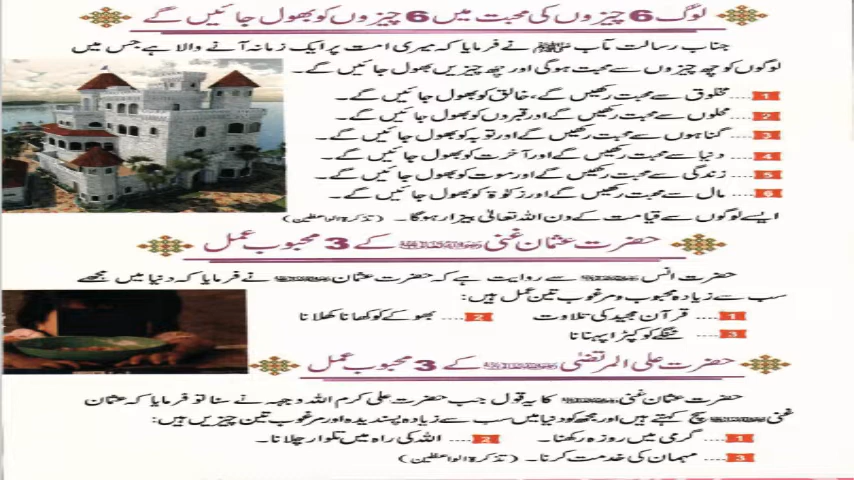 لوگ 6 چیزوں کی محبت میں 6 چیزوں کو بھول جائیں گے
جناب رسالت مآب ﷺ نے فرمایا کہ میری امت پر ایک زمانہ آنے والا ہے جس میں
لوگوں کو چھ چیزوں سے محبت ہوگی اور چھ چیزیں بھول جائیں گے۔
1 .... مخلوق سے محبت رکھیں گے، خالق کو بھول جائیں گے۔
2 .... محلوں سے محبت رکھیں گے اور قبروں کو بھول جائیں گے۔
3 .... گناہوں سے محبت رکھیں گے اور توبہ کو بھول جائیں گے۔
4 .... دنیا سے محبت رکھیں گے اور آخرت کو بھول جائیں گے۔
5 .... زندگی سے محبت رکھیں گے اور موت کو بھول جائیں گے۔
6 .... مال سے محبت رکھیں گے اور زکوٰۃ کو بھول جائیں گے۔
ایسے لوگوں سے قیامت کے دن اللہ تعالیٰ بیزار ہوگا۔ (تذکرۃ الواعظین)
حضرت عثمان غنی کے 3 محبوب عمل
حضرت انس سے روایت ہے کہ حضرت عثمان نے فرمایا کہ دنیا میں مجھے
سب سے زیادہ محبوب و مرغوب تین عمل ہیں:
1 .... قرآن مجید کی تلاوت 2 .... بھوکے کو کھانا کھلانا
3 .... ننگے کو کپڑا پہنانا
حضرت علی المرتضیٰ کے 3 محبوب عمل
حضرت عثمان غنی کا یہ قول جب حضرت علی کرم اللہ وجہہ نے سنا تو فرمایا کہ عثمان
غنی سچ کہتے ہیں اور مجھ کو دنیا میں سب سے زیادہ پسندیدہ اور مرغوب تین چیزیں ہیں:
1 .... گرمی میں روزہ رکھنا۔ 2 .... اللہ کی راہ میں تلوار چلانا۔
3 .... مہمان کی خدمت کرنا۔ (تذکرۃ الواعظین)